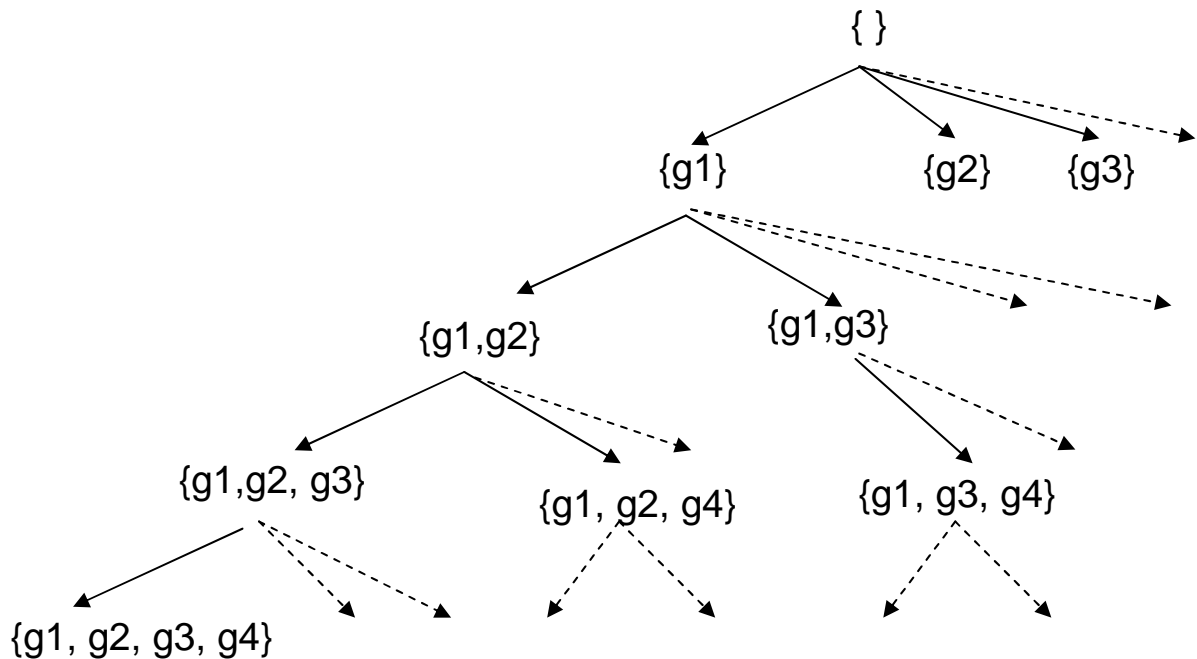 { }
{g1}
{g2}
{g3}
{g1,g2}
{g1,g3}
{g1,g2, g3}
{g1, g2, g4}
{g1, g3, g4}
{g1, g2, g3, g4}